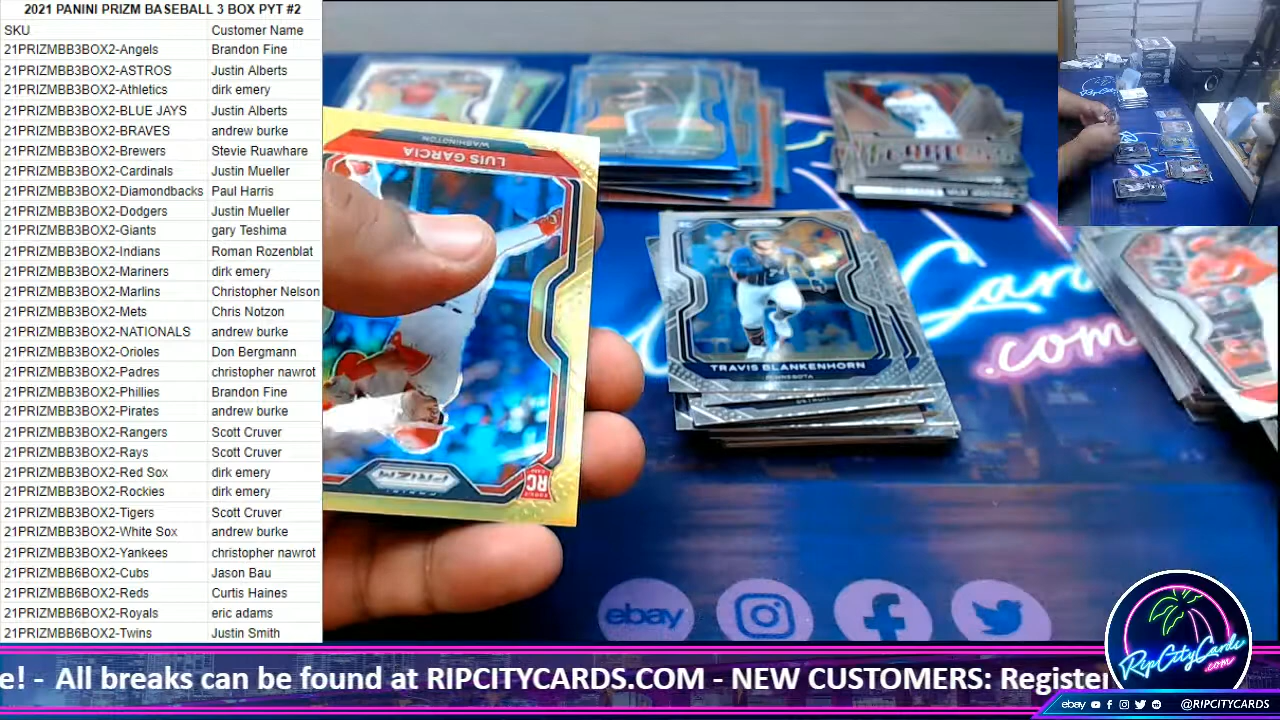 2021 PANINI PRIZM BASEBALL 3 BOX PYT #2
SKU Customer Name
21PRIZMBB3BOX2-Angels Brandon Fine
21PRIZMBB3BOX2-ASTROS Justin Alberts
21PRIZMBB3BOX2-Athletics dirk emery
21PRIZMBB3BOX2-BLUE JAYS Justin Alberts
21PRIZMBB3BOX2-BRAVES andrew burke
21PRIZMBB3BOX2-Brewers Stevie Ruawhare
21PRIZMBB3BOX2-Cardinals Justin Mueller
21PRIZMBB3BOX2-Diamondbacks Paul Harris
21PRIZMBB3BOX2-Dodgers Justin Mueller
21PRIZMBB3BOX2-Giants gary Teshima
21PRIZMBB3BOX2-Indians Roman Rozenblat
21PRIZMBB3BOX2-Mariners dirk emery
21PRIZMBB3BOX2-Marlins Christopher Nelson
21PRIZMBB3BOX2-Mets Chris Notzon
21PRIZMBB3BOX2-NATIONALS andrew burke
21PRIZMBB3BOX2-Orioles Don Bergmann
21PRIZMBB3BOX2-Padres christopher nawrot
21PRIZMBB3BOX2-Phillies Brandon Fine
21PRIZMBB3BOX2-Pirates andrew burke
21PRIZMBB3BOX2-Rangers Scott Cruver
21PRIZMBB3BOX2-Rays Scott Cruver
21PRIZMBB3BOX2-Red Sox dirk emery
21PRIZMBB3BOX2-Rockies dirk emery
21PRIZMBB3BOX2-Tigers Scott Cruver
21PRIZMBB3BOX2-White Sox andrew burke
21PRIZMBB3BOX2-Yankees christopher nawrot
21PRIZMBB6BOX2-Cubs Jason Bau
21PRIZMBB6BOX2-Reds Curtis Haines
21PRIZMBB6BOX2-Royals eric adams
21PRIZMBB6BOX2-Twins Justin Smith
WASHINGTON
LUIS GARCIA
PRIZM
RC
TRAVIS BLANKENHORN
MINNESOTA
DETROIT
Card
.com
ebay
RipCityCards
.com
e! - All breaks can be found at RIPCITYCARDS.COM - NEW CUSTOMERS: Register
ebay @RIPCITYCARDS